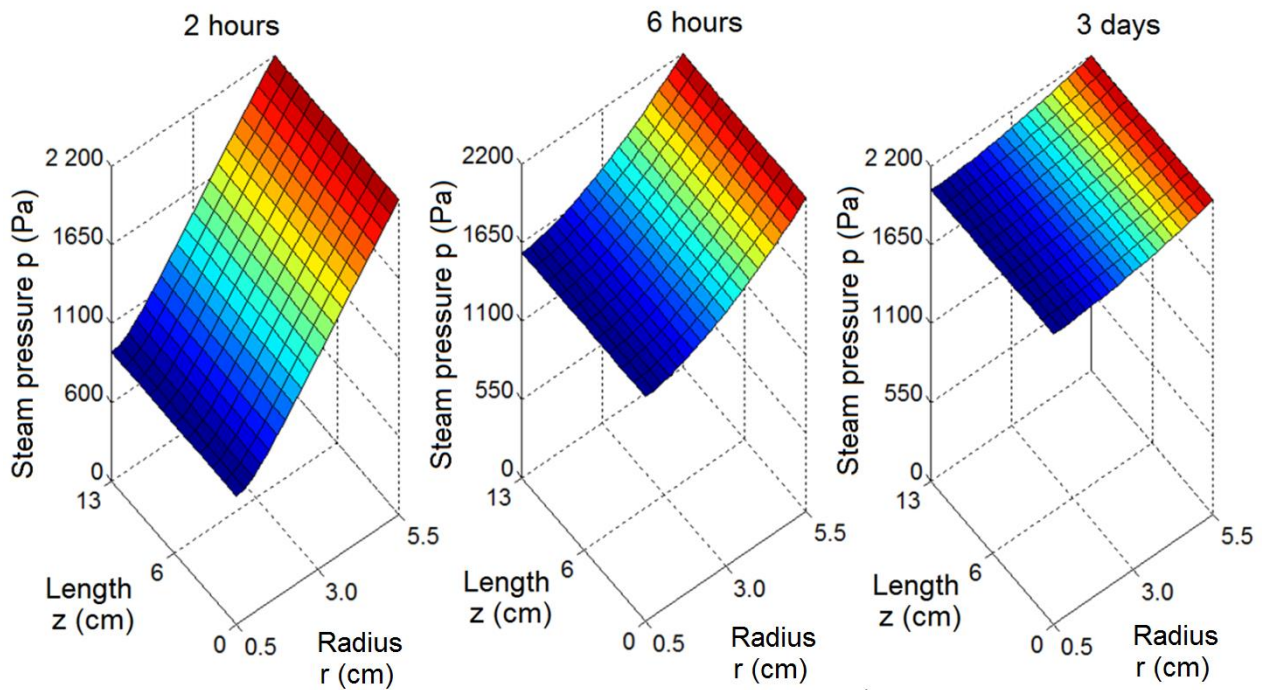 2 hours
6 hours
3 days
Steam pressure p (Pa)
2 200
1650
1100
600
0
13
6
0
Length
z (cm)
0.5
3.0
5.5
Radius
r (cm)
Steam pressure p (Pa)
2200
1650
1100
550
0
13
6
0
Length
z (cm)
0.5
3.0
5.5
Radius
r (cm)
Steam pressure p (Pa)
2 200
1650
1100
550
0
13
6
0
Length
z (cm)
0.5
3.0
5.5
Radius
r (cm)